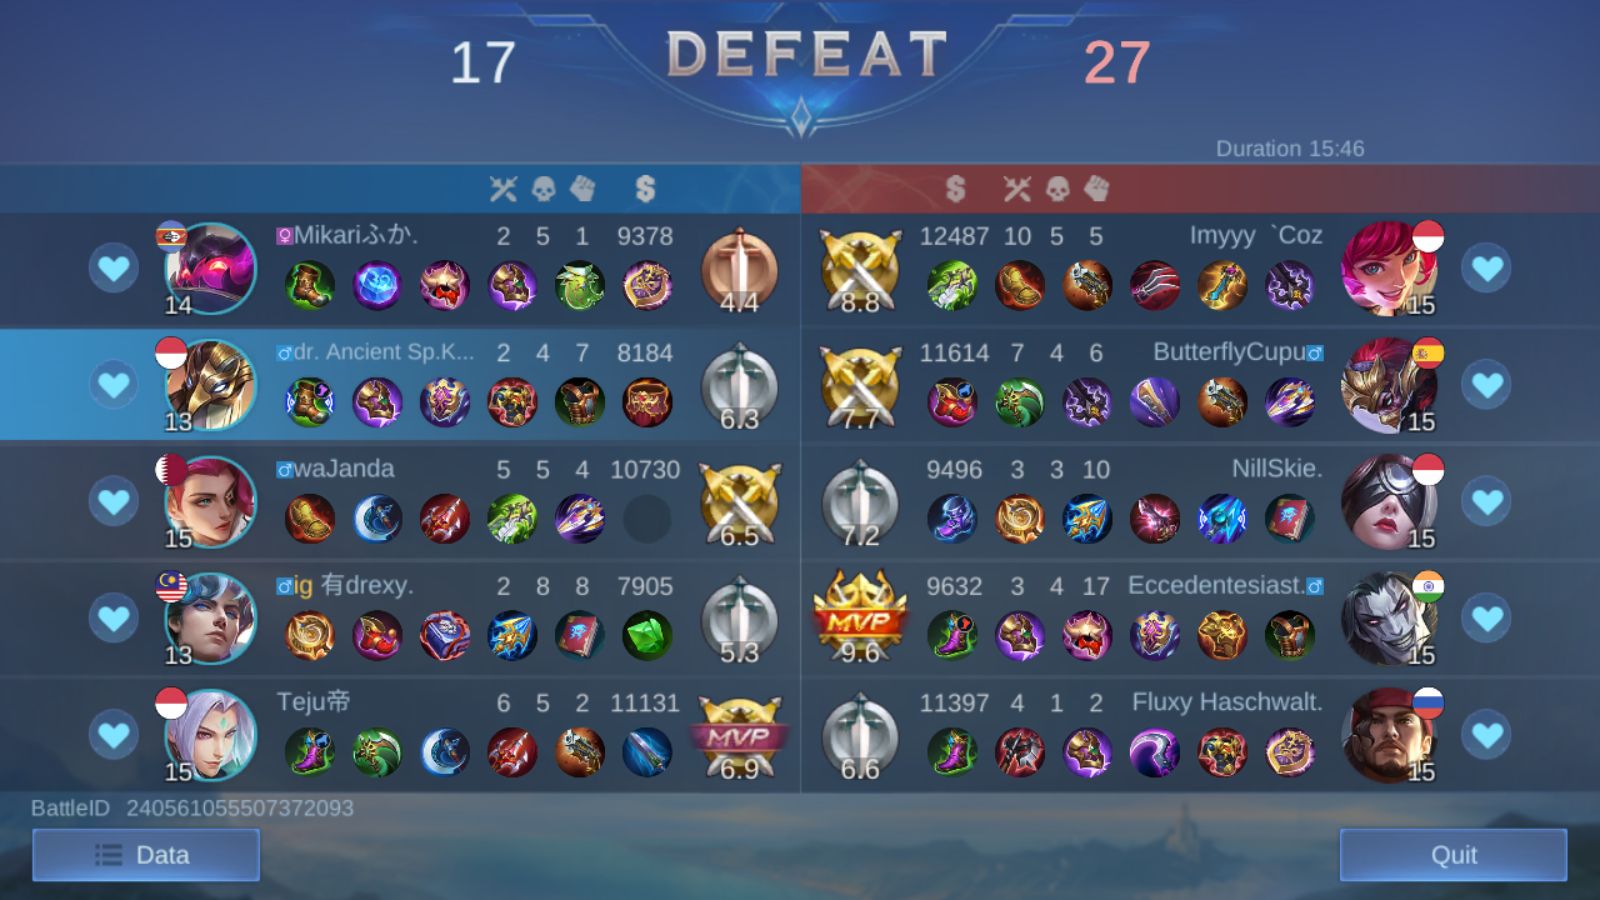 17 DEFEAT 27
Duration 15:46
Mikariふか. 2 5 1 9378
14 4.4
12487 10 5 5 Imyyy `Coz
8.8 15
dr. Ancient Sp.K... 2 4 7 8184
13 6.3
11614 7 4 6 ButterflyCupu
7.7 15
waJanda 5 5 4 10730
15 6.5
9496 3 3 10 NillSkie.
7.2 15
ig 有drexy. 2 8 8 7905
13 5.3
9632 3 4 17 Eccedentesiast.
MVP
9.6 15
Teju帝 6 5 2 11131
MVP
15 6.9
11397 4 1 2 Fluxy Haschwalt.
6.6 15
BattleID 240561055507372093
Data
Quit